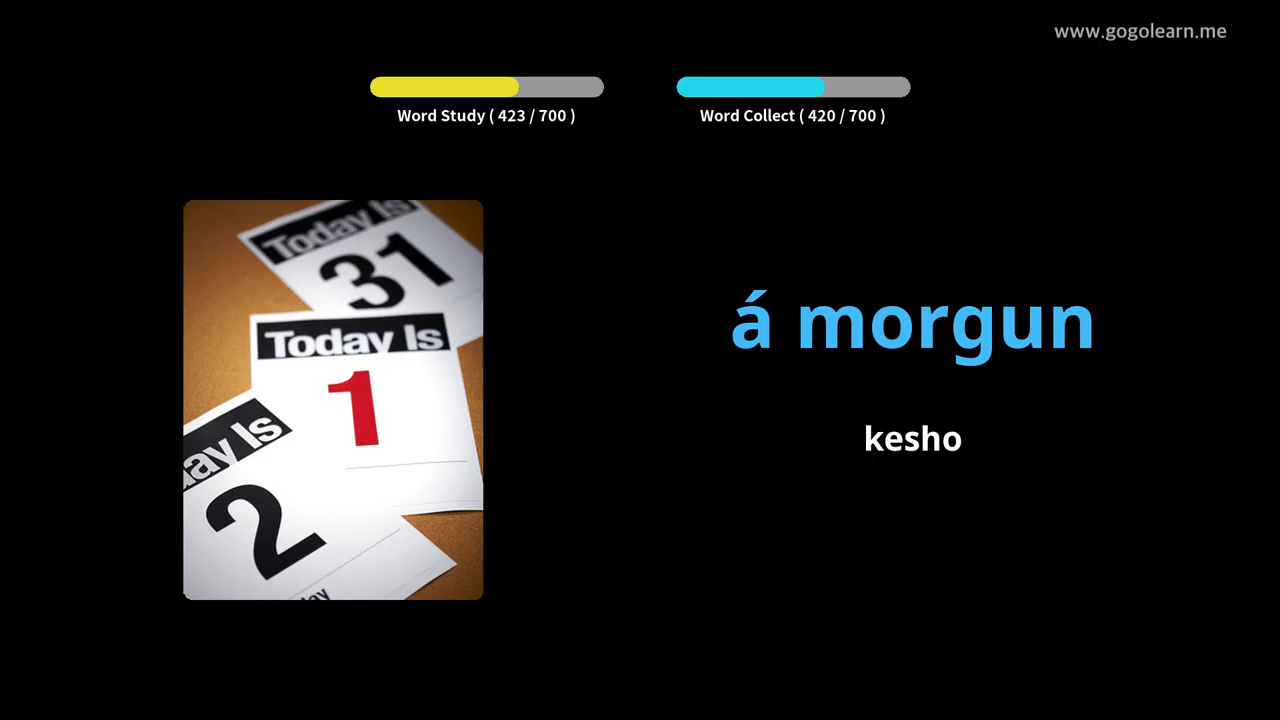 www.gogolearn.me
Word Study ( 423 / 700 )
Word Collect ( 420 / 700 )
Today Is
31
Today Is
1
ay Is
2
day
á morgun
kesho